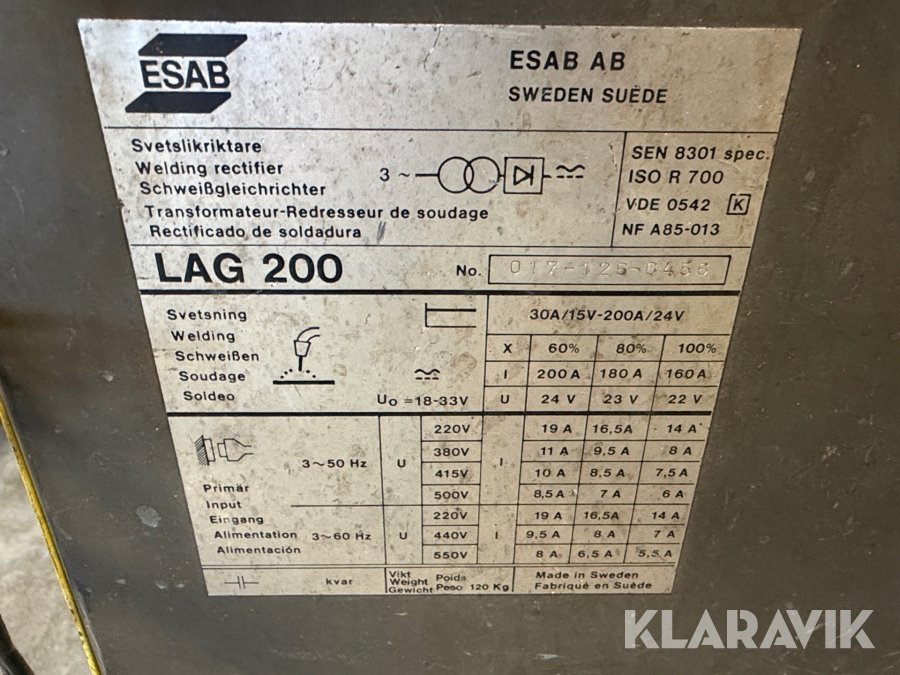 ESAB
ESAB AB
SWEDEN SUÈDE
Svetslikriktare
Welding rectifier
Schweißgleichrichter
Transformateur-Redresseur de soudage
Rectificado de soldadura
3 ~
SEN 8301 spec.
ISO R 700
VDE 0542 K
NF A85-013
LAG 200
No.
Svetsning
Welding
Schweißen
Soudage
Soldeo
Uo =18-33V
30A/15V-200A/24V
X 60% 80% 100%
I 200 A 180 A 160 A
U 24 V 23 V 22 V
Primär
Input
Eingang
Alimentation
Alimentación
3~50 Hz U I
220V 19 A 16,5A 14 A
380V 11 A 9,5 A 8 A
415V 10 A 8,5 A 7,5 A
500V 8,5 A 7 A 6 A
3~60 Hz U I
220V 19 A 16,5A 14 A
440V 9,5 A 8 A 7 A
550V 8 A 6,5 A 5,5 A
kvar
Vikt Poids
Weight Peso 120 Kg
Gewicht
Made in Sweden
Fabriqué en Suède
KLARAVIK